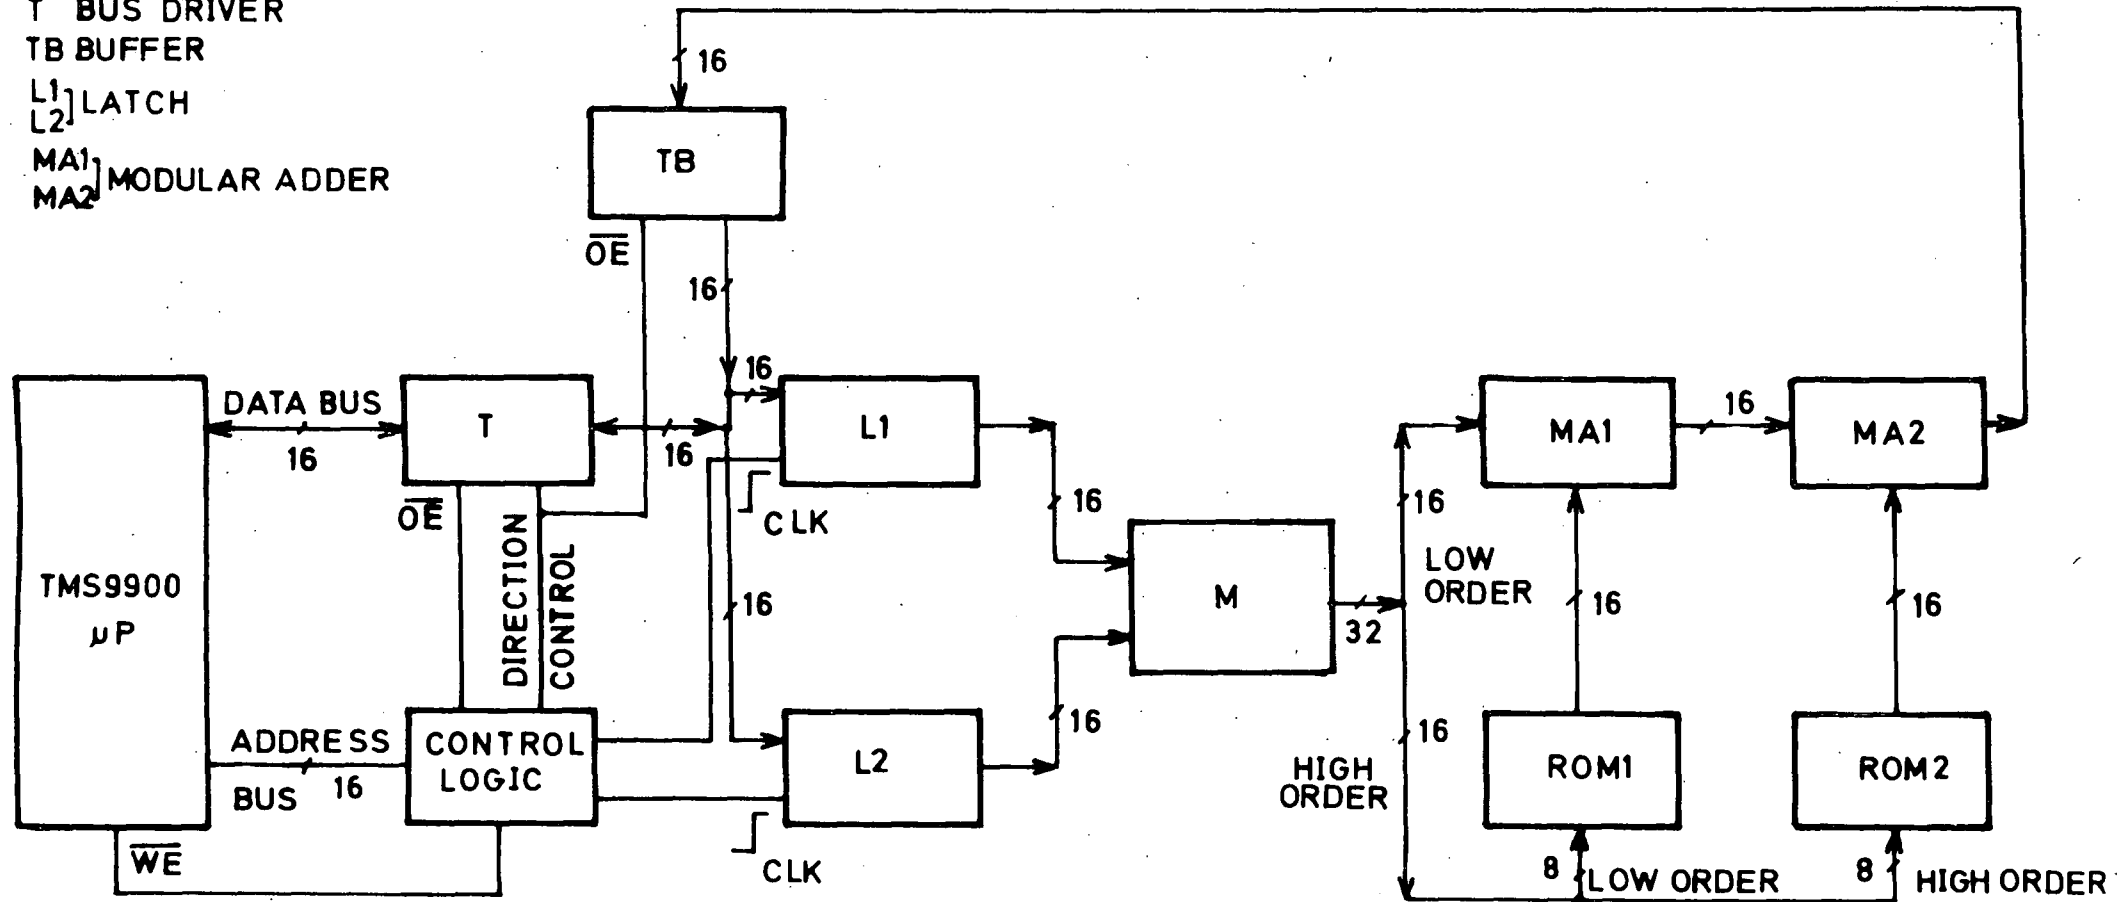 T BUS DRIVER
TB BUFFER
L1
L2 ] LATCH
MA1
MA2 ] MODULAR ADDER
16
TB
OE
16
16
DATA BUS
16
T
16
L1
MA1
16
MA2
OE
CLK
16
16
DIRECTION
CONTROL
LOW
ORDER
TMS9900
μP
16
M
32
16
16
ADDRESS
BUS
16
CONTROL
LOGIC
L2
16
16
HIGH
ORDER
ROM1
ROM2
WE
CLK
8
LOW ORDER
8
HIGH ORDER